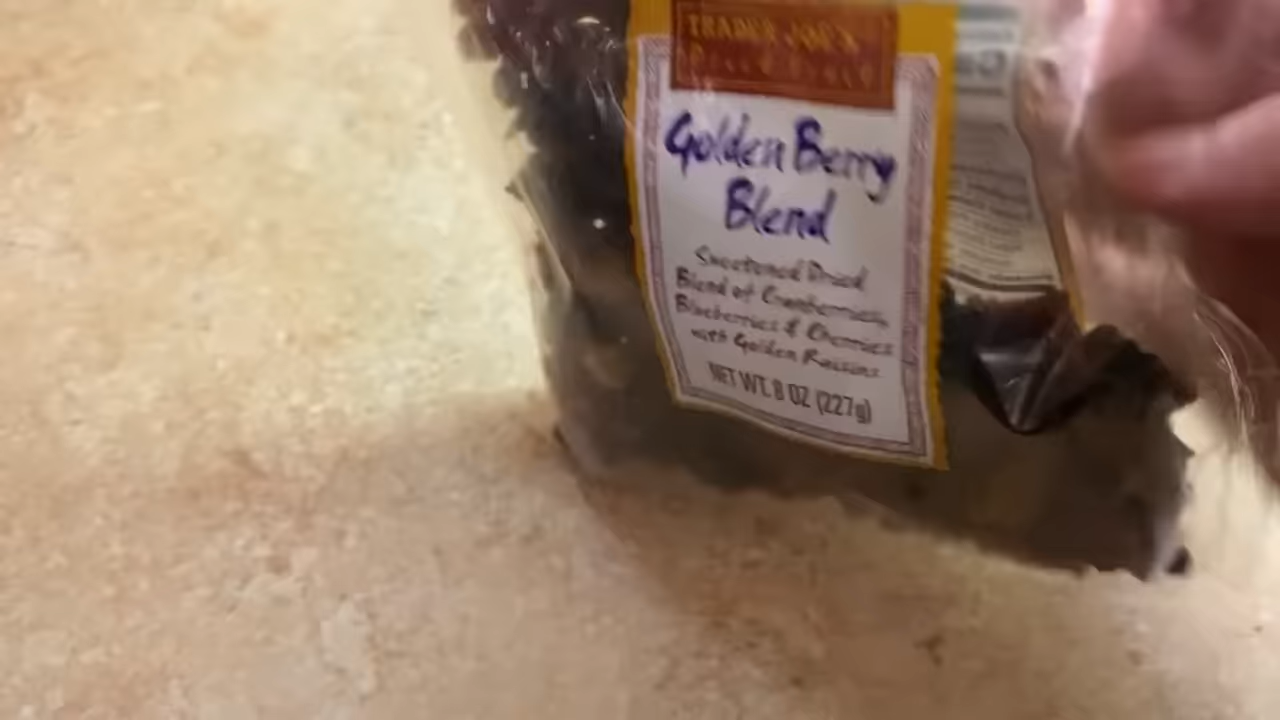 TRADER JOE'S
Golden Berry
Blend
Sweetened Dried
Blend of Cranberries,
Blueberries & Cherries
with Golden Raisins
NET WT. 8 OZ (227g)